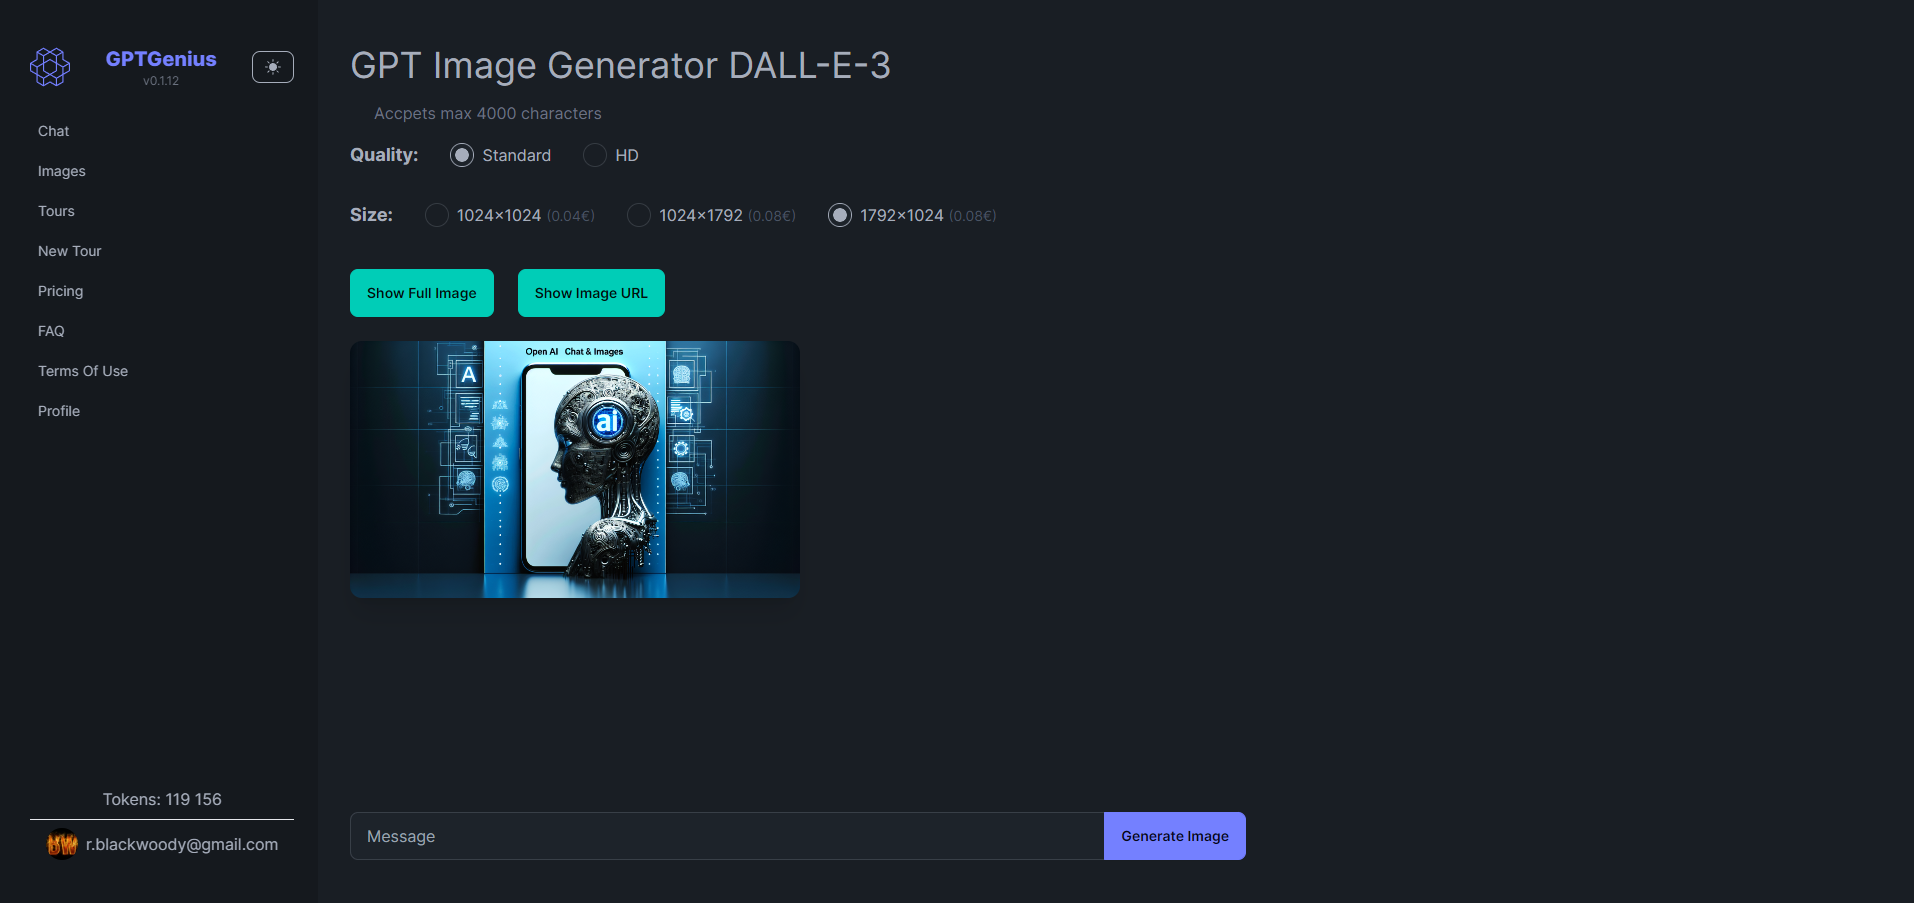 GPTGenius
v0.1.12
Chat
Images
Tours
New Tour
Pricing
FAQ
Terms Of Use
Profile
Tokens: 119 156
r.blackwoody@gmail.com
GPT Image Generator DALL-E-3
Accpets max 4000 characters
Quality: Standard HD
Size: 1024×1024 (0.04€) 1024×1792 (0.08€) 1792×1024 (0.08€)
Show Full Image Show Image URL
Open AI Chat & Images
A
ai
Message Generate Image